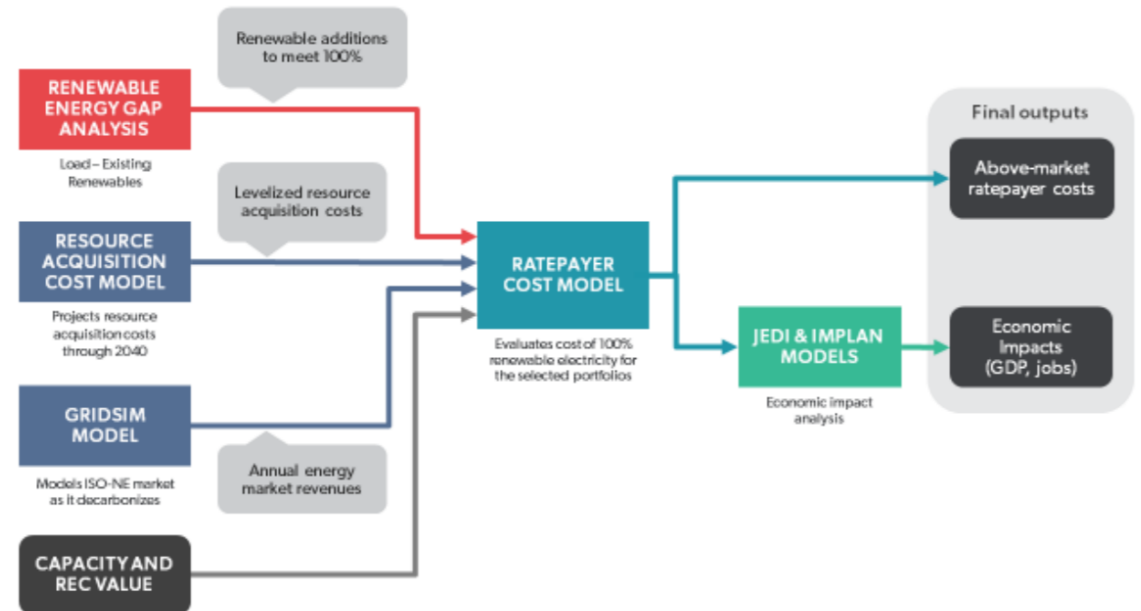 Renewable additions
to meet 100%
RENEWABLE
ENERGY GAP
ANALYSIS
Load – Existing
Renewables
Levelized resource
acquisition costs
RESOURCE
ACQUISITION
COST MODEL
Projects resource
acquisition costs
through 2040
GRIDSIM
MODEL
Models ISO-NE market
as it decarbonizes
Annual energy
market revenues
CAPACITY AND
REC VALUE
RATEPAYER
COST MODEL
Evaluates cost of 100%
renewable electricity for
the selected portfolios
JEDI & IMPLAN
MODELS
Economic impact
analysis
Final outputs
Above-market
ratepayer costs
Economic
Impacts
(GDP, jobs)